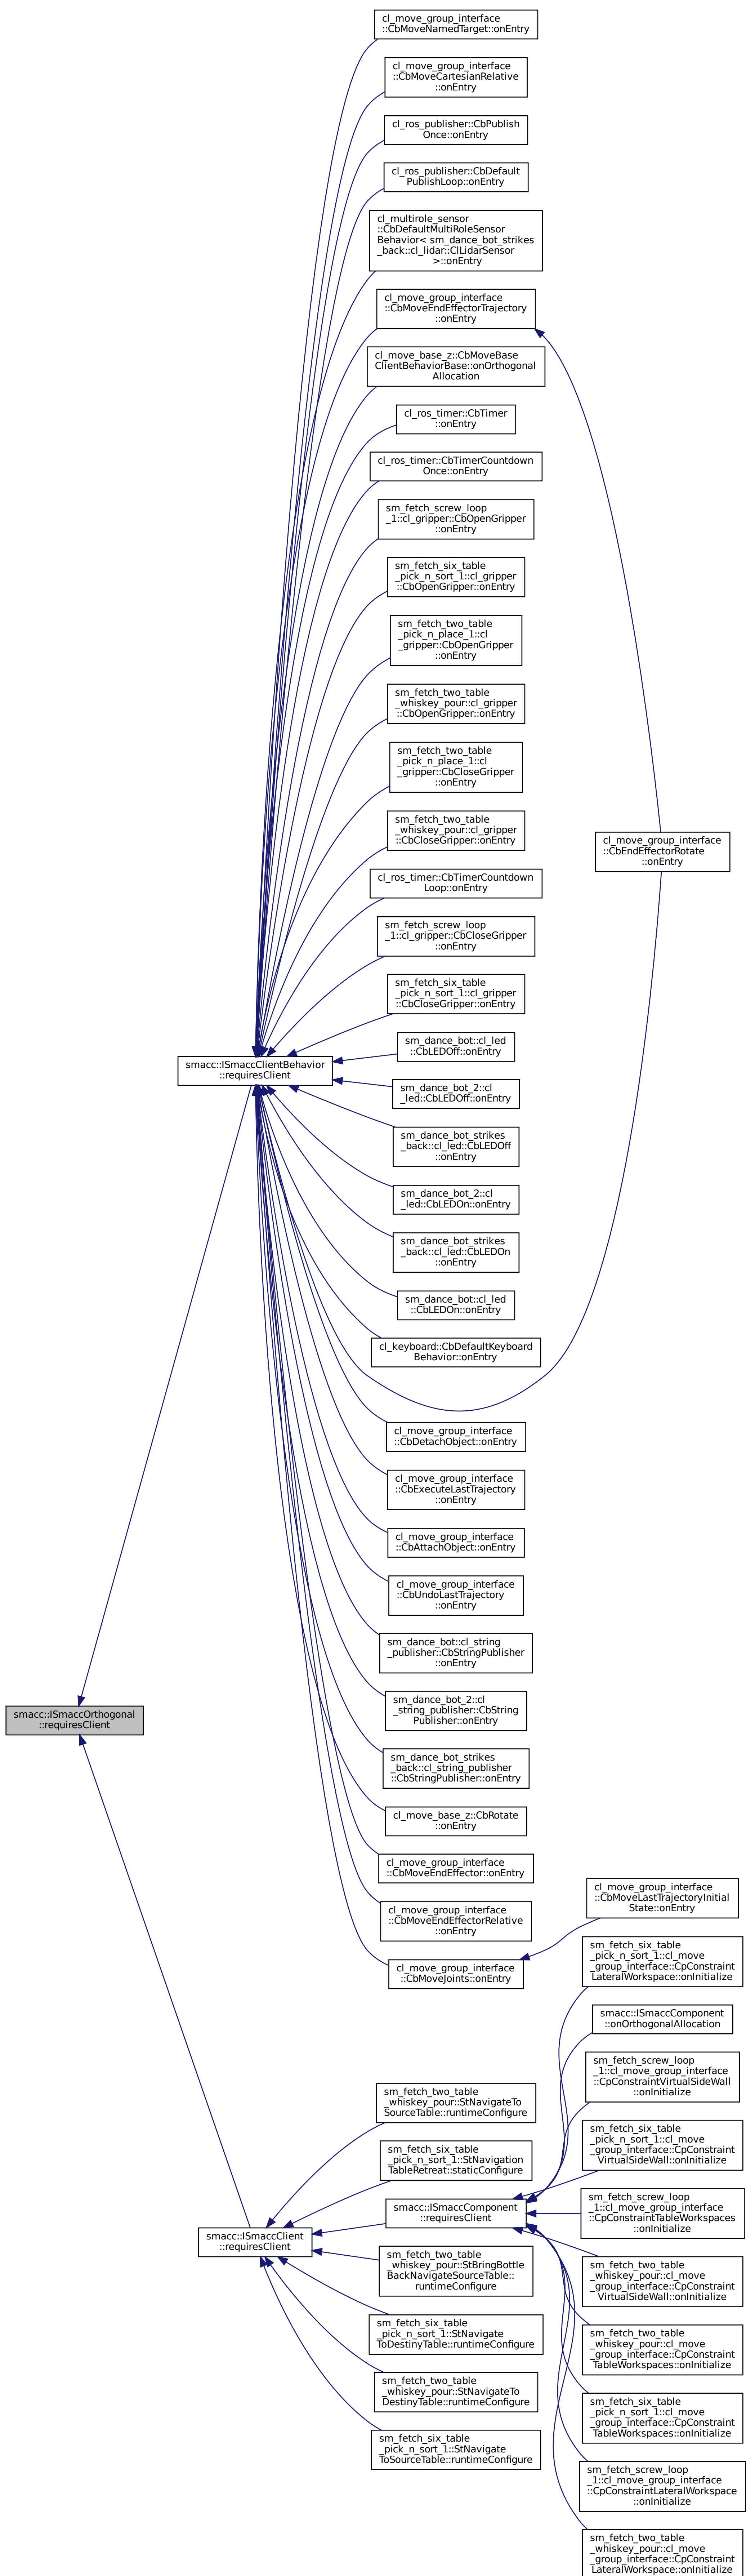 cl_move_group_interface
::CbMoveNamedTarget::onEntry
cl_move_group_interface
::CbMoveCartesianRelative
::onEntry
cl_ros_publisher::CbPublish
Once::onEntry
cl_ros_publisher::CbDefault
PublishLoop::onEntry
cl_multirole_sensor
::CbDefaultMultiRoleSensor
Behavior< sm_dance_bot_strikes
_back::cl_lidar::ClLidarSensor
>::onEntry
cl_move_group_interface
::CbMoveEndEffectorTrajectory
::onEntry
cl_move_base_z::CbMoveBase
ClientBehaviorBase::onOrthogonal
Allocation
cl_ros_timer::CbTimer
::onEntry
cl_ros_timer::CbTimerCountdown
Once::onEntry
sm_fetch_screw_loop
_1::cl_gripper::CbOpenGripper
::onEntry
sm_fetch_six_table
_pick_n_sort_1::cl_gripper
::CbOpenGripper::onEntry
sm_fetch_two_table
_pick_n_place_1::cl
_gripper::CbOpenGripper
::onEntry
sm_fetch_two_table
_whiskey_pour::cl_gripper
::CbOpenGripper::onEntry
sm_fetch_two_table
_pick_n_place_1::cl
_gripper::CbCloseGripper
::onEntry
sm_fetch_two_table
_whiskey_pour::cl_gripper
::CbCloseGripper::onEntry
cl_move_group_interface
::CbEndEffectorRotate
::onEntry
cl_ros_timer::CbTimerCountdown
Loop::onEntry
sm_fetch_screw_loop
_1::cl_gripper::CbCloseGripper
::onEntry
sm_fetch_six_table
_pick_n_sort_1::cl_gripper
::CbCloseGripper::onEntry
sm_dance_bot::cl_led
::CbLEDOff::onEntry
smacc::ISmaccClientBehavior
::requiresClient
sm_dance_bot_2::cl
_led::CbLEDOff::onEntry
sm_dance_bot_strikes
_back::cl_led::CbLEDOff
::onEntry
sm_dance_bot_2::cl
_led::CbLEDOn::onEntry
sm_dance_bot_strikes
_back::cl_led::CbLEDOn
::onEntry
sm_dance_bot::cl_led
::CbLEDOn::onEntry
cl_keyboard::CbDefaultKeyboard
Behavior::onEntry
cl_move_group_interface
::CbDetachObject::onEntry
cl_move_group_interface
::CbExecuteLastTrajectory
::onEntry
cl_move_group_interface
::CbAttachObject::onEntry
cl_move_group_interface
::CbUndoLastTrajectory
::onEntry
sm_dance_bot::cl_string
_publisher::CbStringPublisher
::onEntry
sm_dance_bot_2::cl
_string_publisher::CbString
Publisher::onEntry
smacc::ISmaccOrthogonal
::requiresClient
sm_dance_bot_strikes
_back::cl_string_publisher
::CbStringPublisher::onEntry
cl_move_base_z::CbRotate
::onEntry
cl_move_group_interface
::CbMoveEndEffector::onEntry
cl_move_group_interface
::CbMoveEndEffectorRelative
::onEntry
cl_move_group_interface
::CbMoveJoints::onEntry
cl_move_group_interface
::CbMoveLastTrajectoryInitial
State::onEntry
sm_fetch_six_table
_pick_n_sort_1::cl_move
_group_interface::CpConstraint
LateralWorkspace::onInitialize
smacc::ISmaccComponent
::onOrthogonalAllocation
sm_fetch_screw_loop
_1::cl_move_group_interface
::CpConstraintVirtualSideWall
::onInitialize
sm_fetch_two_table
_whiskey_pour::StNavigateTo
SourceTable::runtimeConfigure
sm_fetch_six_table
_pick_n_sort_1::cl_move
_group_interface::CpConstraint
VirtualSideWall::onInitialize
sm_fetch_six_table
_pick_n_sort_1::StNavigation
TableRetreat::staticConfigure
smacc::ISmaccComponent
::requiresClient
sm_fetch_screw_loop
_1::cl_move_group_interface
::CpConstraintTableWorkspaces
::onInitialize
smacc::ISmaccClient
::requiresClient
sm_fetch_two_table
_whiskey_pour::StBringBottle
BackNavigateSourceTable::
runtimeConfigure
sm_fetch_two_table
_whiskey_pour::cl_move
_group_interface::CpConstraint
VirtualSideWall::onInitialize
sm_fetch_six_table
_pick_n_sort_1::StNavigate
ToDestinyTable::runtimeConfigure
sm_fetch_two_table
_whiskey_pour::cl_move
_group_interface::CpConstraint
TableWorkspaces::onInitialize
sm_fetch_two_table
_whiskey_pour::StNavigateTo
DestinyTable::runtimeConfigure
sm_fetch_six_table
_pick_n_sort_1::cl_move
_group_interface::CpConstraint
TableWorkspaces::onInitialize
sm_fetch_six_table
_pick_n_sort_1::StNavigate
ToSourceTable::runtimeConfigure
sm_fetch_screw_loop
_1::cl_move_group_interface
::CpConstraintLateralWorkspace
::onInitialize
sm_fetch_two_table
_whiskey_pour::cl_move
_group_interface::CpConstraint
LateralWorkspace::onInitialize